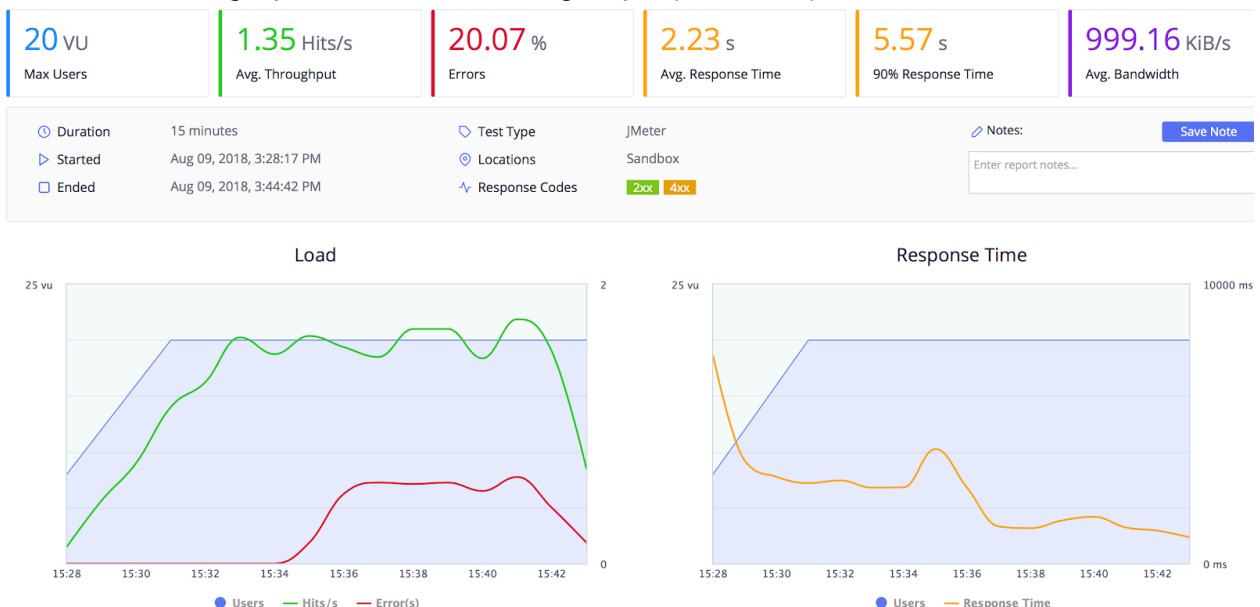 20 VU
Max Users
1.35 Hits/s
Avg. Throughput
20.07 %
Errors
2.23 s
Avg. Response Time
5.57 s
90% Response Time
999.16 KiB/s
Avg. Bandwidth
Duration 15 minutes
Started Aug 09, 2018, 3:28:17 PM
Ended Aug 09, 2018, 3:44:42 PM
Test Type JMeter
Locations Sandbox
Response Codes 2xx 4xx
Notes: Save Note
Enter report notes...
Load
25 vu 2
0
15:28 15:30 15:32 15:34 15:36 15:38 15:40 15:42
Users Hits/s Error(s)
Response Time
25 vu 10000 ms
0 ms
15:28 15:30 15:32 15:34 15:36 15:38 15:40 15:42
Users Response Time